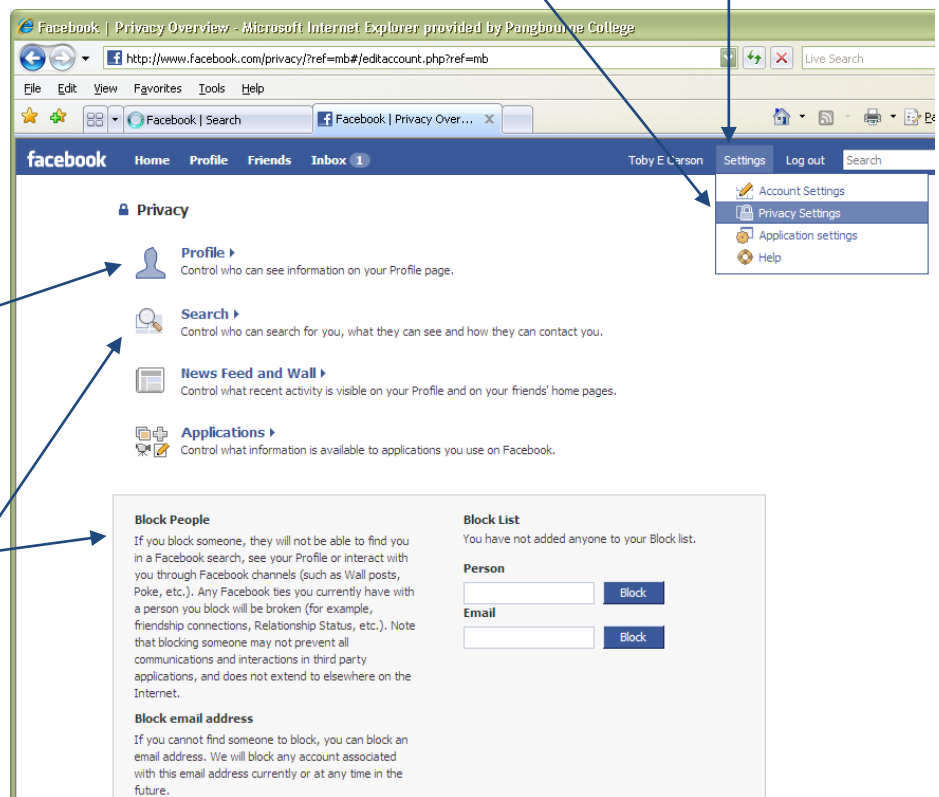 Facebook | Privacy Overview - Microsoft Internet Explorer provided by Pangbourne College
http://www.facebook.com/privacy/?ref=mb#/editaccount.php?ref=mb
Live Search
File Edit View Favorites Tools Help
Facebook | Search
Facebook | Privacy Over... X
facebook Home Profile Friends Inbox 1 Toby E Carson Settings Log out Search
Account Settings
Privacy Settings
Application settings
Help
Privacy
Profile
Control who can see information on your Profile page.
Search
Control who can search for you, what they can see and how they can contact you.
News Feed and Wall
Control what recent activity is visible on your Profile and on your friends' home pages.
Applications
Control what information is available to applications you use on Facebook.
Block People
If you block someone, they will not be able to find you
in a Facebook search, see your Profile or interact with
you through Facebook channels (such as Wall posts,
Poke, etc.). Any Facebook ties you currently have with
a person you block will be broken (for example,
friendship connections, Relationship Status, etc.). Note
that blocking someone may not prevent all
communications and interactions in third party
applications, and does not extend to elsewhere on the
Internet.
Block email address
If you cannot find someone to block, you can block an
email address. We will block any account associated
with this email address currently or at any time in the
future.
Block List
You have not added anyone to your Block list.
Person
Block
Email
Block